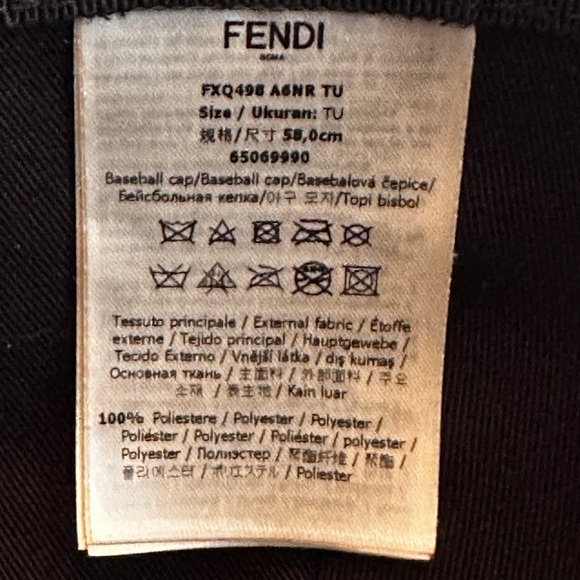 FENDI
ROMA
FXQ498 A6NR TU
Size / Ukuran: TU
规格/尺寸 58,0cm
65069990
Baseball cap/Baseball cap/Basebalová čepice/
Бейсбольная кепка/야구 모자/Topi bisbol
Tessuto principale / External fabric / Étoffe
externe / Tejido principal / Hauptgewebe /
Tecido Externo / Vnější látka / dış kumaş /
Основная ткань / 主面料 / 外部面料 / 주요
소재 / 表生地 / Kain luar
100% Poliestere / Polyester / Polyester /
Poliéster / Polyester / Poliéster / polyester /
Polyester / Полиэстер / 聚酯纤维 / 聚酯 /
폴리에스터 / ポリエステル / Poliester